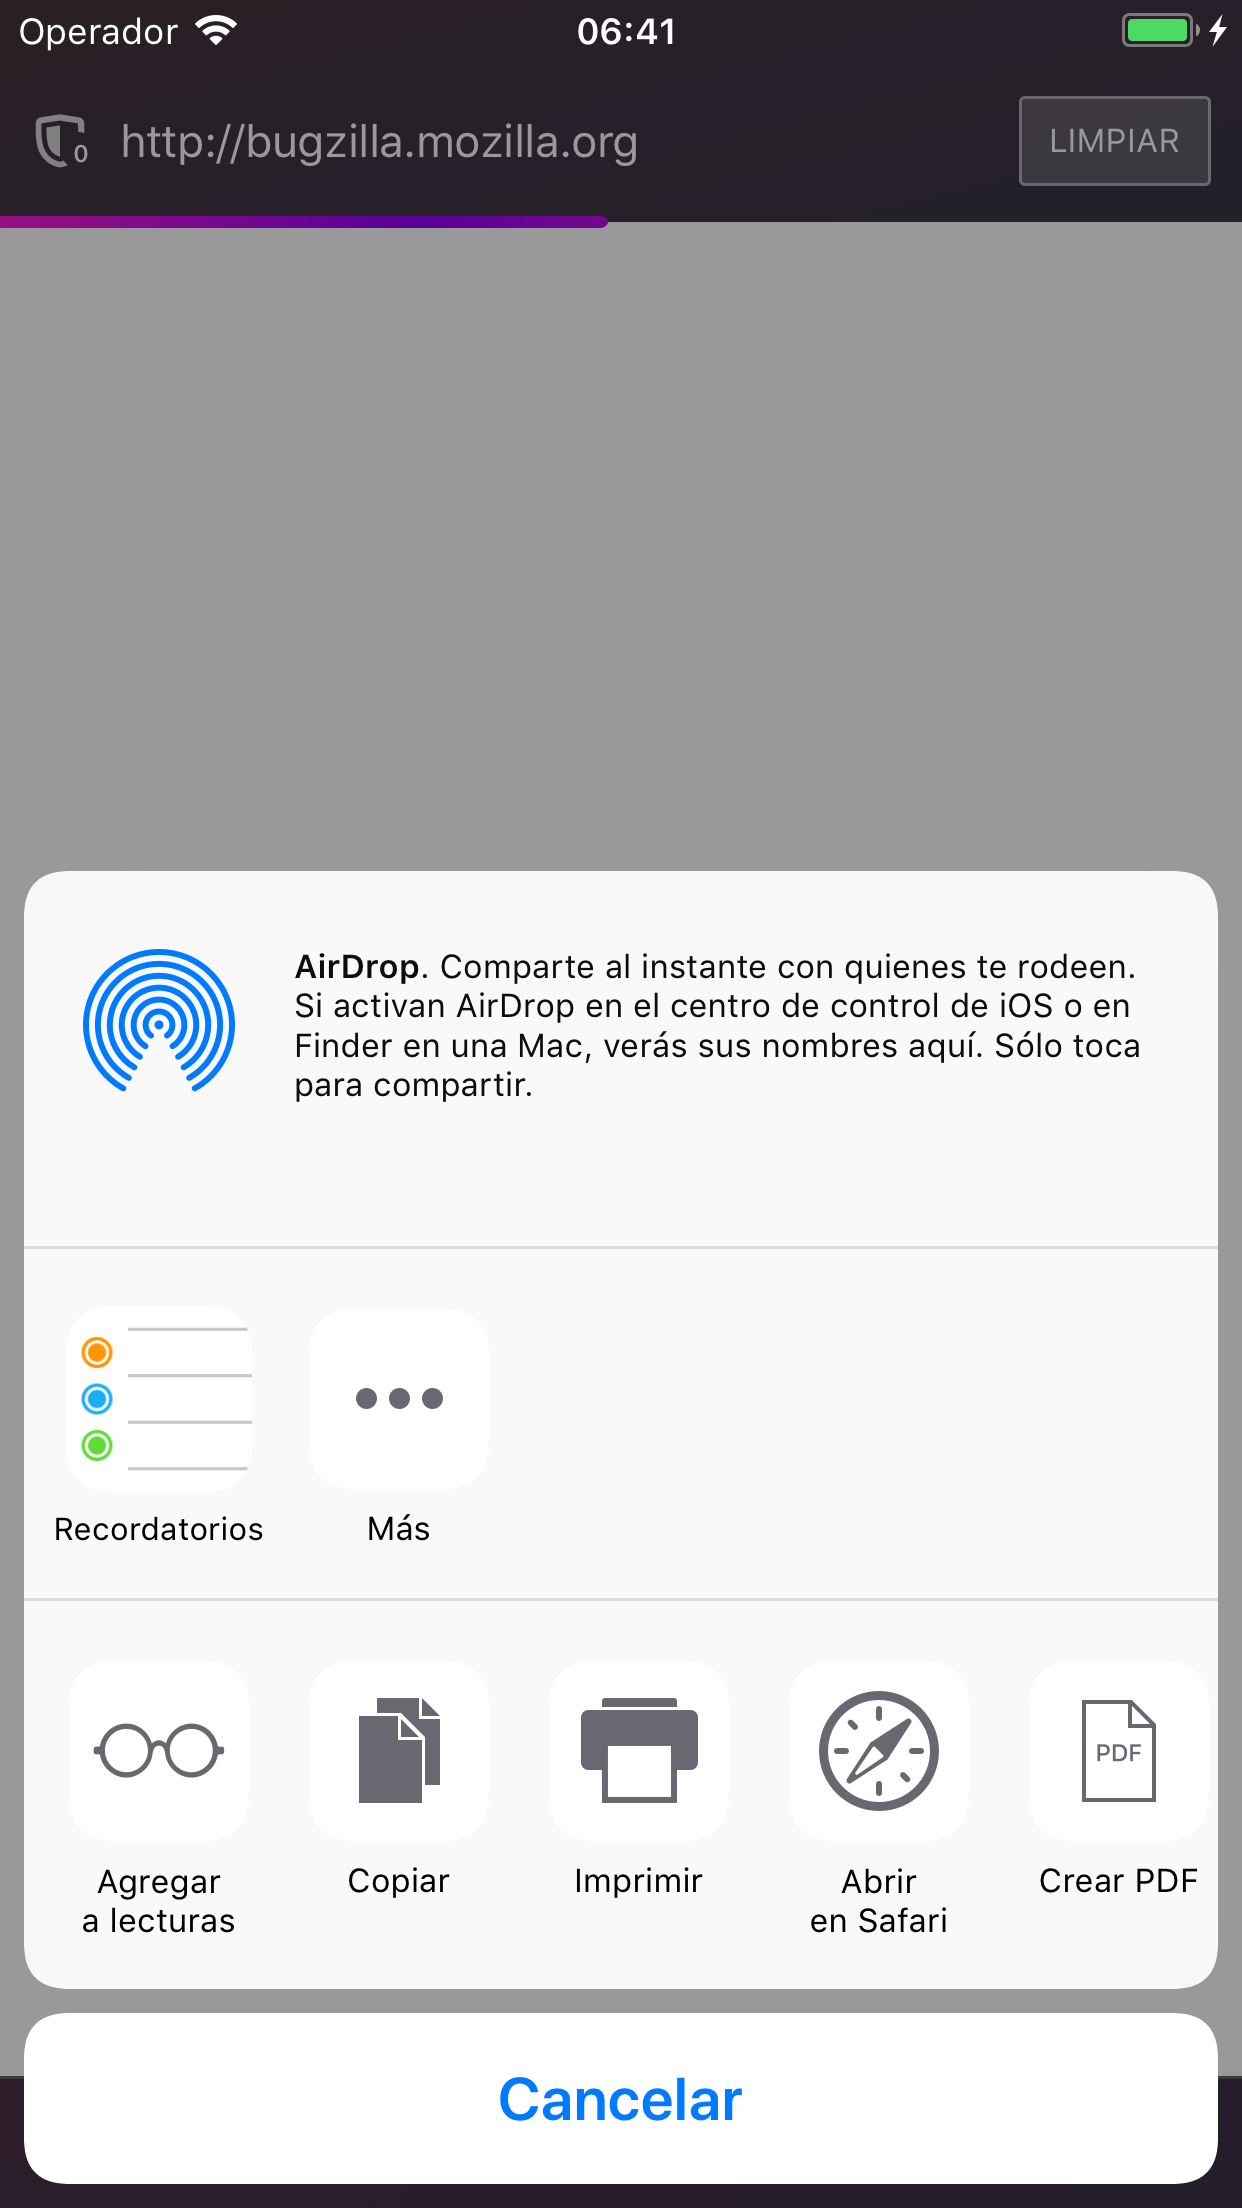 Operador
06:41
0
http://bugzilla.mozilla.org
LIMPIAR
AirDrop. Comparte al instante con quienes te rodeen.
Si activan AirDrop en el centro de control de iOS o en
Finder en una Mac, verás sus nombres aquí. Sólo toca
para compartir.
Recordatorios
Más
PDF
Agregar
a lecturas
Copiar
Imprimir
Abrir
en Safari
Crear PDF
Cancelar